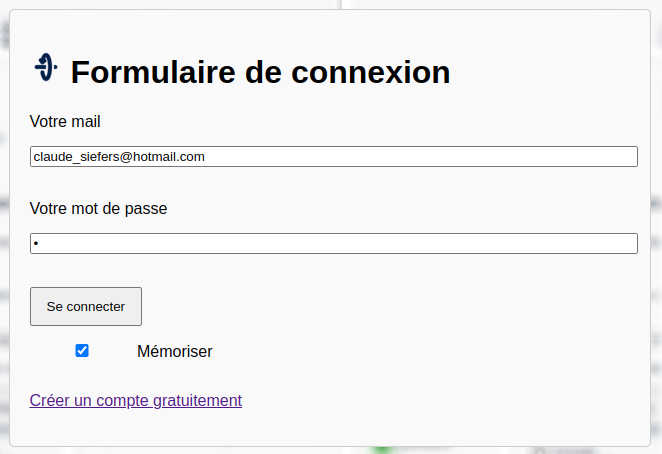 Formulaire de connexion
Votre mail
claude_siefers@hotmail.com
Votre mot de passe
•
Se connecter
Mémoriser
Créer un compte gratuitement